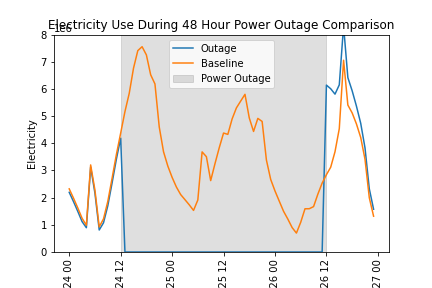 Electricity Use During 48 Hour Power Outage Comparison
1e6
8
7
6
5
4
3
2
1
0
Electricity
Outage
Baseline
Power Outage
24 00
24 12
25 00
25 12
26 00
26 12
27 00